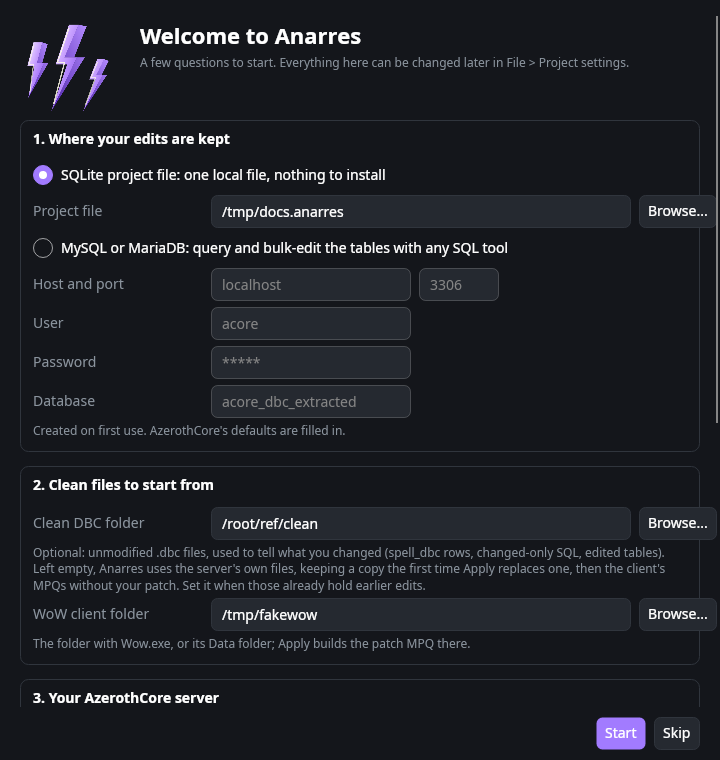 Welcome to Anarres
A few questions to start. Everything here can be changed later in File > Project settings.
1. Where your edits are kept
SQLite project file: one local file, nothing to install
Project file /tmp/docs.anarres Browse...
MySQL or MariaDB: query and bulk-edit the tables with any SQL tool
Host and port localhost 3306
User acore
Password *****
Database acore_dbc_extracted
Created on first use. AzerothCore's defaults are filled in.
2. Clean files to start from
Clean DBC folder /root/ref/clean Browse...
Optional: unmodified .dbc files, used to tell what you changed (spell_dbc rows, changed-only SQL, edited tables).
Left empty, Anarres uses the server's own files, keeping a copy the first time Apply replaces one, then the client's
MPQs without your patch. Set it when those already hold earlier edits.
WoW client folder /tmp/fakewow Browse...
The folder with Wow.exe, or its Data folder; Apply builds the patch MPQ there.
3. Your AzerothCore server
Start Skip